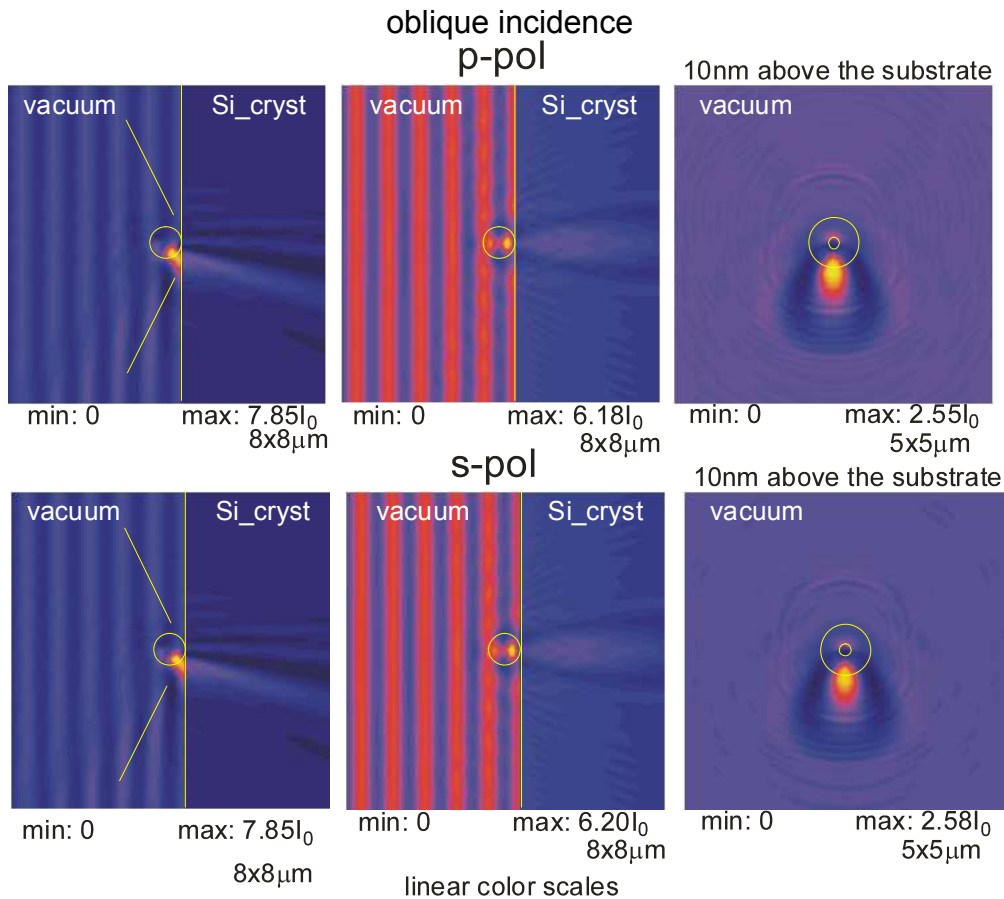 oblique incidence
p-pol
10nm above the substrate
vacuum Si_cryst vacuum Si_cryst vacuum
min: 0 max: 7.85I₀ min: 0 max: 6.18I₀ min: 0 max: 2.55I₀
8x8μm 8x8μm 5x5μm
s-pol
10nm above the substrate
vacuum Si_cryst vacuum Si_cryst vacuum
min: 0 max: 7.85I₀ min: 0 max: 6.20I₀ min: 0 max: 2.58I₀
8x8μm 8x8μm 5x5μm
linear color scales